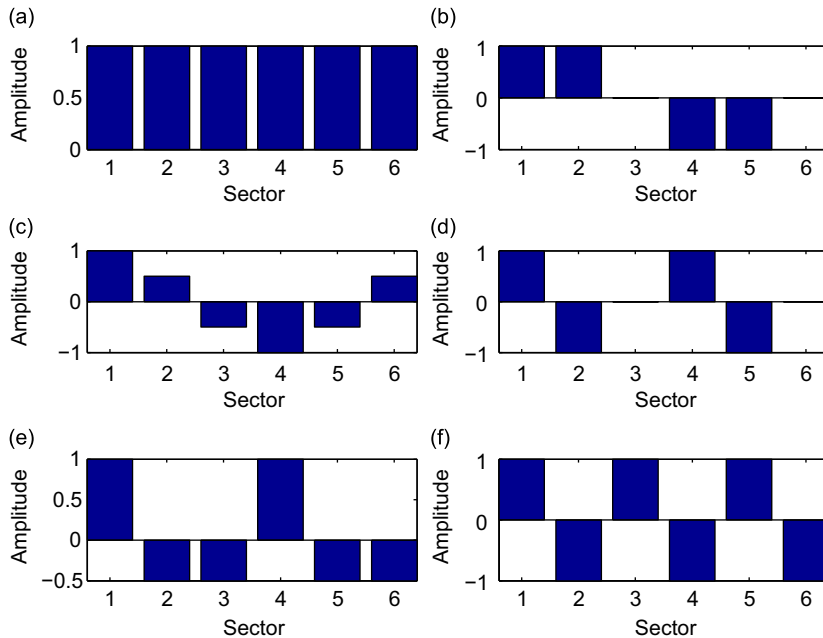 (a)
Amplitude
1
0.5
0
1 2 3 4 5 6
Sector
(b)
Amplitude
1
0
−1
1 2 3 4 5 6
Sector
(c)
Amplitude
1
0
−1
1 2 3 4 5 6
Sector
(d)
Amplitude
1
0
−1
1 2 3 4 5 6
Sector
(e)
Amplitude
1
0.5
0
−0.5
1 2 3 4 5 6
Sector
(f)
Amplitude
1
0
−1
1 2 3 4 5 6
Sector